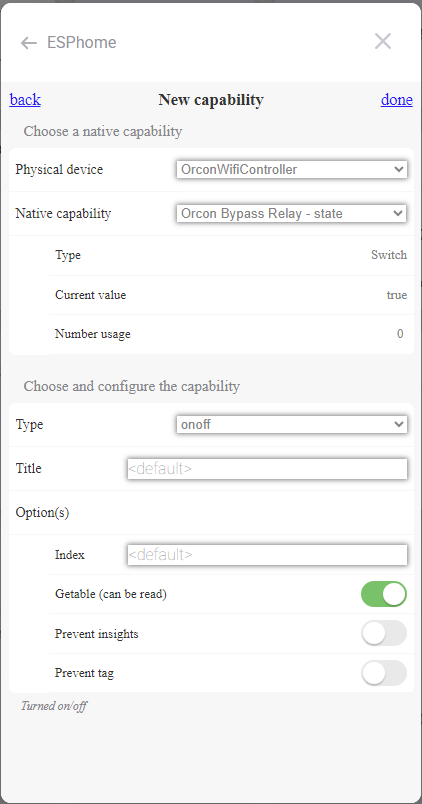 ESPhome
back New capability done
Choose a native capability
Physical device OrconWifiController
Native capability Orcon Bypass Relay - state
Type Switch
Current value true
Number usage 0
Choose and configure the capability
Type onoff
Title <default>
Option(s)
Index <default>
Getable (can be read)
Prevent insights
Prevent tag
Turned on/off